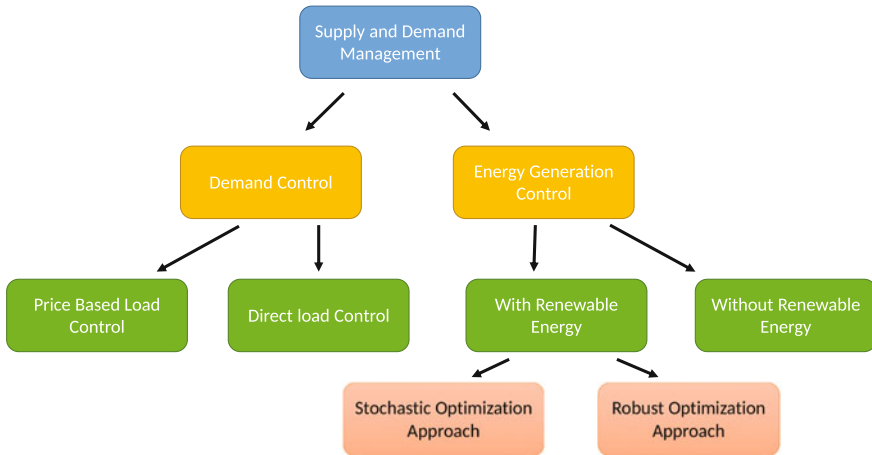 Supply and Demand
Management
Demand Control
Energy Generation
Control
Price Based Load
Control
Direct load Control
With Renewable
Energy
Without Renewable
Energy
Stochastic Optimization
Approach
Robust Optimization
Approach